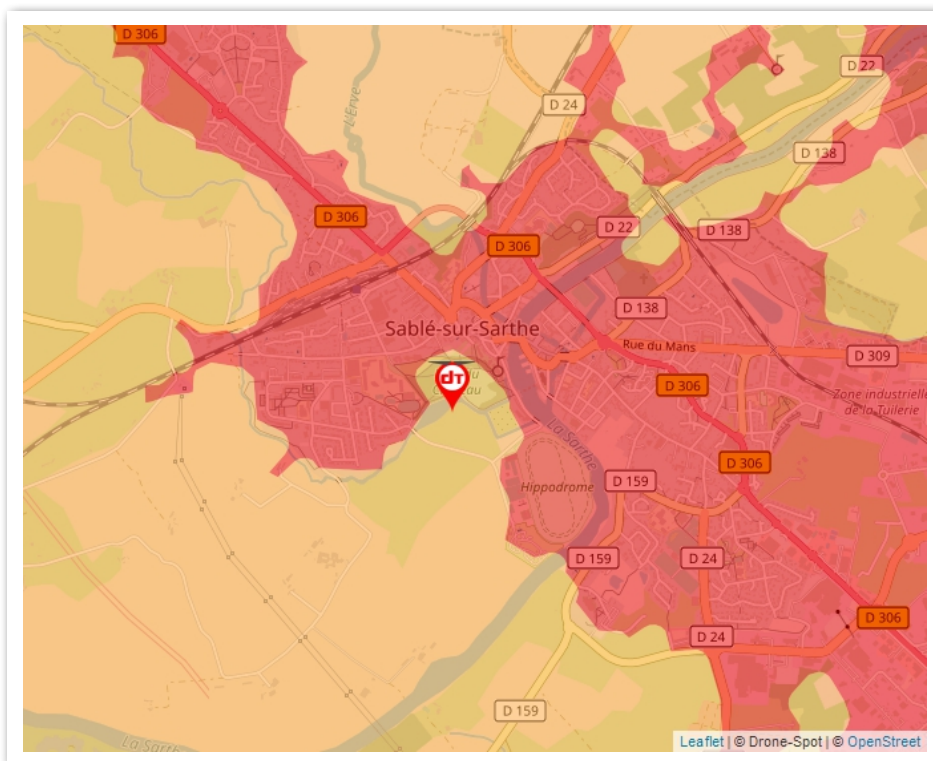 D 306
D 22
D 24
L'Erve
D 138
D 306
D 22
D 138
D 306
D 138
Sablé-sur-Sarthe
Rue du Mans
D 309
dT
D 306
Zone industrielle
de la Tuilerie
La Sarthe
D 306
D 159
Hippodrome
D 159
D 24
D 306
D 24
D 159
La Sarthe
Leaflet | © Drone-Spot | © OpenStreet